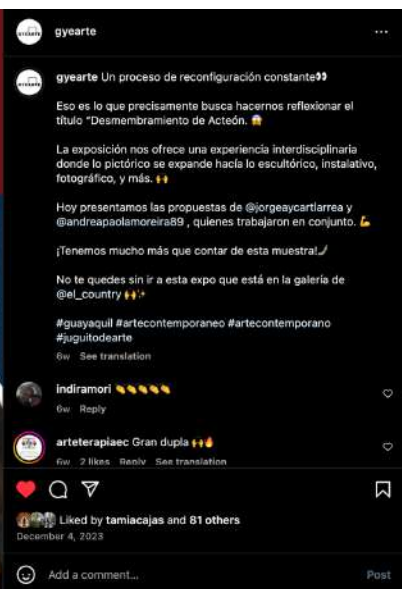 gyearte
gyearte Un proceso de reconfiguración constante
Eso es lo que precisamente busca hacernos reflexionar el
título "Desmembramiento de Acteón.
La exposición nos ofrece una experiencia interdisciplinaria
donde lo pictórico se expande hacía lo escultórico, instalativo,
fotográfico, y más.
Hoy presentamos las propuestas de @jorgeaycartlarrea y
@andreapaolamoreira89 , quienes trabajaron en conjunto.
¡Tenemos mucho más que contar de esta muestra!
No te quedes sin ir a esta expo que está en la galería de
@el_country
#guayaquil #artecontemporaneo #artecontemporano
#juguitodearte
6w See translation
indiramori
6w Reply
arteterapiaec Gran dupla
6w 2 likes Reply See translation
Liked by tamiacajas and 81 others
December 4, 2023
Add a comment...
Post